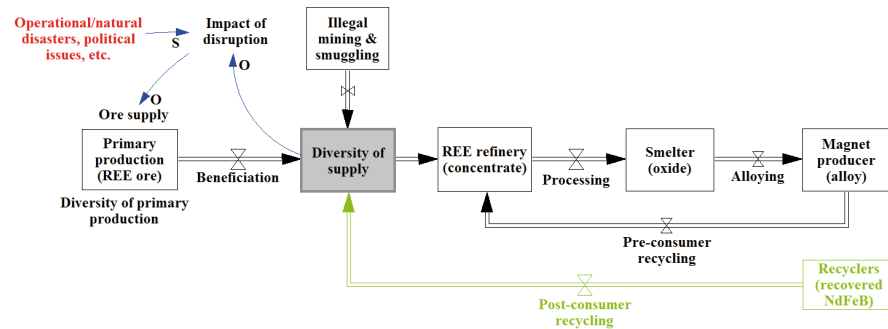 Operational/natural
disasters, political
issues, etc.
S
Impact of
disruption
O
O
Ore supply
Illegal
mining &
smuggling
Primary
production
(REE ore)
Diversity of primary
production
Beneficiation
Diversity of
supply
REE refinery
(concentrate)
Processing
Smelter
(oxide)
Alloying
Magnet
producer
(alloy)
Pre-consumer
recycling
Recyclers
(recovered
NdFeB)
Post-consumer
recycling